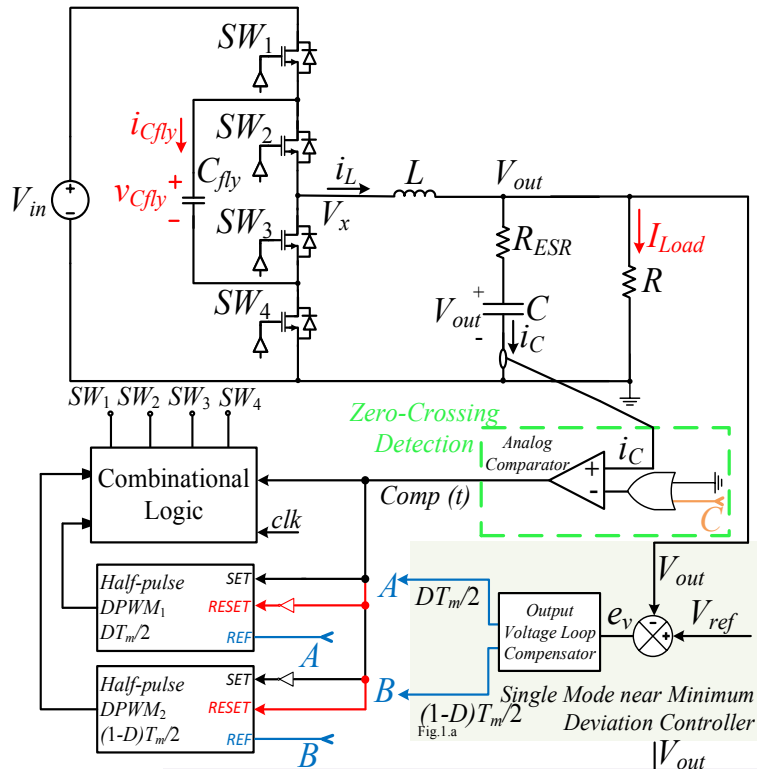 SW1
iCfly
SW2
iL
L
Vout
Cfly
Vin
vCfly
Vx
SW3
RESR
ILoad
R
SW4
Vout
C
iC
SW1 SW2 SW3 SW4
Zero-Crossing
Detection
Analog
Comparator
iC
Combinational
Logic
Comp (t)
C
clk
Half-pulse
DPWM1
DTm/2
SET
RESET
REF
A
Half-pulse
DPWM2
(1-D)Tm/2
SET
RESET
REF
B
A
DTm/2
B
(1-D)Tm/2
Fig.1.a
Output
Voltage Loop
Compensator
ev
Vout
Vref
Single Mode near Minimum
Deviation Controller
Vout